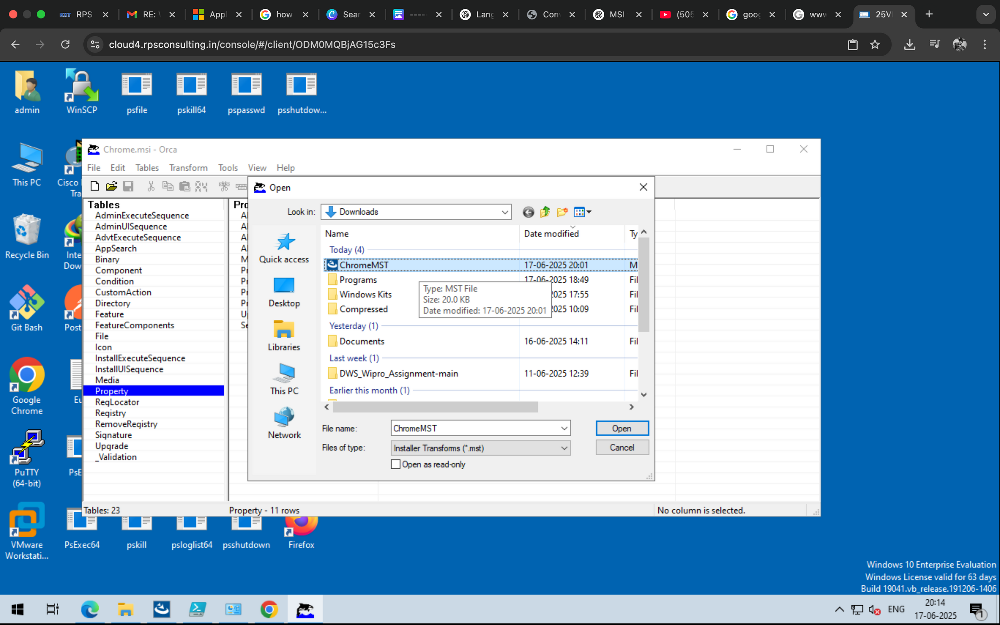 RPS
RE: W
Appl
how
Sear
-----
Lang
Con
MSI
(505
goog
www
25V
cloud4.rpsconsulting.in/console/#/client/ODM0MQBjAG15c3Fs
admin
WinSCP
psfile
pskill64
pspasswd
psshutdow...
Chrome.msi - Orca
File Edit Tables Transform Tools View Help
This PC
Cisco
Tra
Open
Tables
Pro
Look in:
Downloads
AdminExecuteSequence
AdminUISequence
AdvtExecuteSequence
AppSearch
Binary
Component
Condition
CustomAction
Directory
Feature
FeatureComponents
File
Icon
InstallExecuteSequence
InstallUISequence
Media
Property
RegLocator
Registry
RemoveRegistry
Signature
Upgrade
_Validation
Quick access
Desktop
Libraries
This PC
Network
Name Date modified Ty
Today (4)
ChromeMST 17-06-2025 20:01 M
Programs 17-06-2025 18:49 Fil
Windows Kits 2025 17:55 Fil
Compressed 2025 10:09 Fil
Type: MST File
Size: 20.0 KB
Date modified: 17-06-2025 20:01
Yesterday (1)
Documents 16-06-2025 14:11 Fil
Last week (1)
DWS_Wipro_Assignment-main 11-06-2025 12:39 Fil
Earlier this month (1)
File name: ChromeMST Open
Files of type: Installer Transforms (*.mst) Cancel
Open as read-only
Tables: 23
Property - 11 rows
No column is selected.
Recycle Bin
Inte
Dow
Git Bash
Post
Google
Chrome
Eu
PuTTY
(64-bit)
PsE
VMware
Workstati...
PsExec64
pskill
psloglist64
psshutdown
Firefox
Windows 10 Enterprise Evaluation
Windows License valid for 63 days
Build 19041.vb_release.191206-1406
ENG
20:14
17-06-2025
1